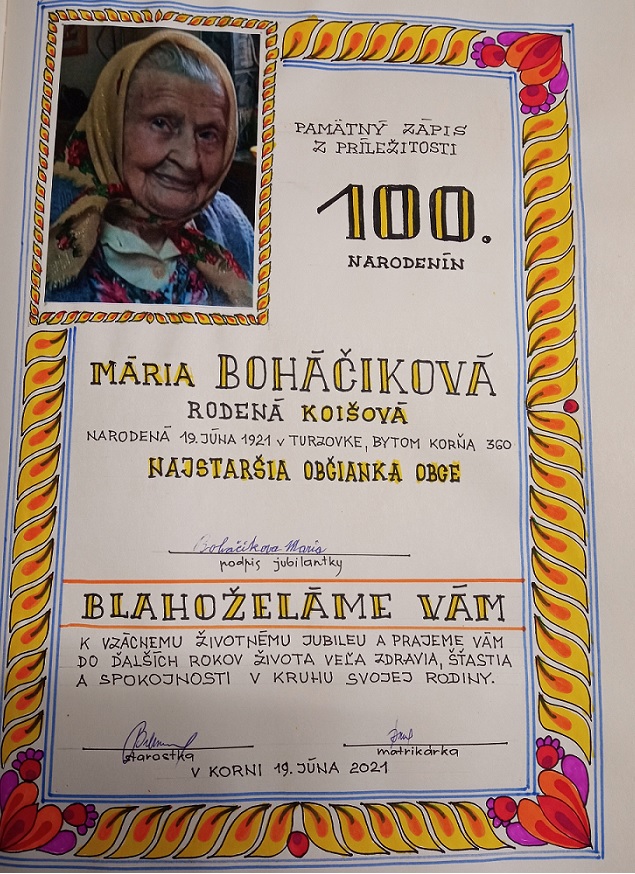 PAMÄTNÝ ZÁPIS
Z PRÍLEŽITOSTI
100.
NARODENÍN
MÁRIA BOHÁČIKOVÁ
RODENÁ KOIŠOVÁ
NARODENÁ 19. JÚNA 1921 V TURZOVKE, BYTOM KORŇA 360
NAJSTARŠIA OBČIANKA OBCE
Boháčikova Maria
podpis jubilantky
BLAHOŽELÁME VÁM
K VZÁCNEMU ŽIVOTNÉMU JUBILEU A PRAJEME VÁM
DO ĎALŠÍCH ROKOV ŽIVOTA VEĽA ZDRAVIA, ŠŤASTIA
A SPOKOJNOSTI V KRUHU SVOJEJ RODINY.
starostka matrikárka
V KORNI 19. JÚNA 2021